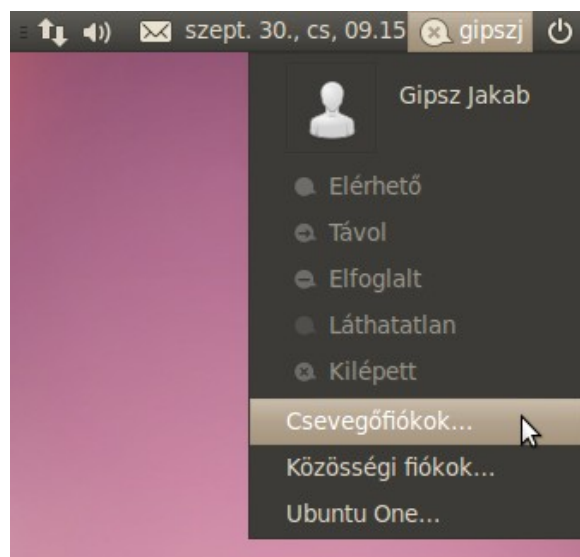 szept. 30., cs, 09.15 gipszj
Gipsz Jakab
Elérhető
Távol
Elfoglalt
Láthatatlan
Kilépett
Csevegőfiókok...
Közösségi fiókok...
Ubuntu One...